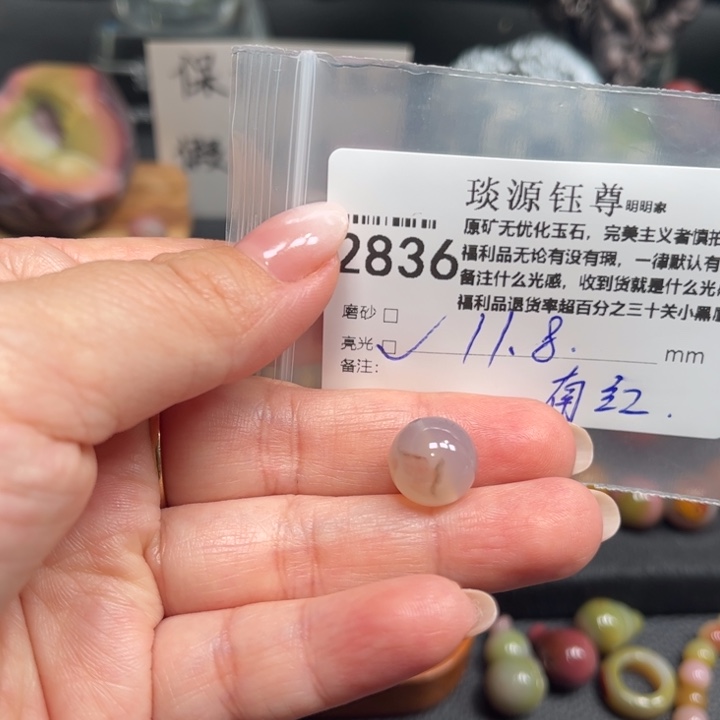 保
琰源钰尊明明家
原矿无优化玉石，完美主义者慎拍
2836
福利品无论有没有瑕，一律默认有
备注什么光感，收到货就是什么光
福利品退货率超百分之三十关小黑
磨砂 □
亮光 □ ✓ 11.8. mm
备注：
南红.